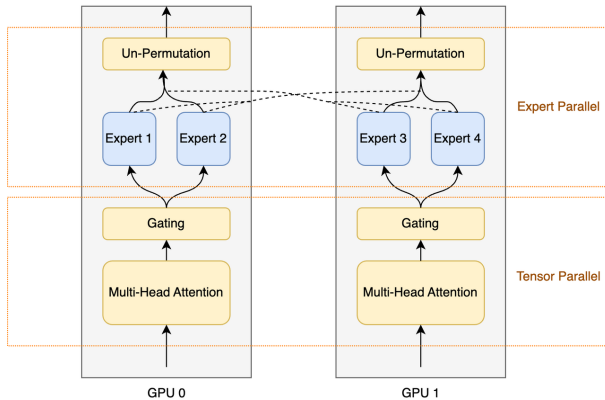 Un-Permutation
Un-Permutation
Expert Parallel
Expert 1
Expert 2
Expert 3
Expert 4
Gating
Gating
Tensor Parallel
Multi-Head Attention
Multi-Head Attention
GPU 0
GPU 1